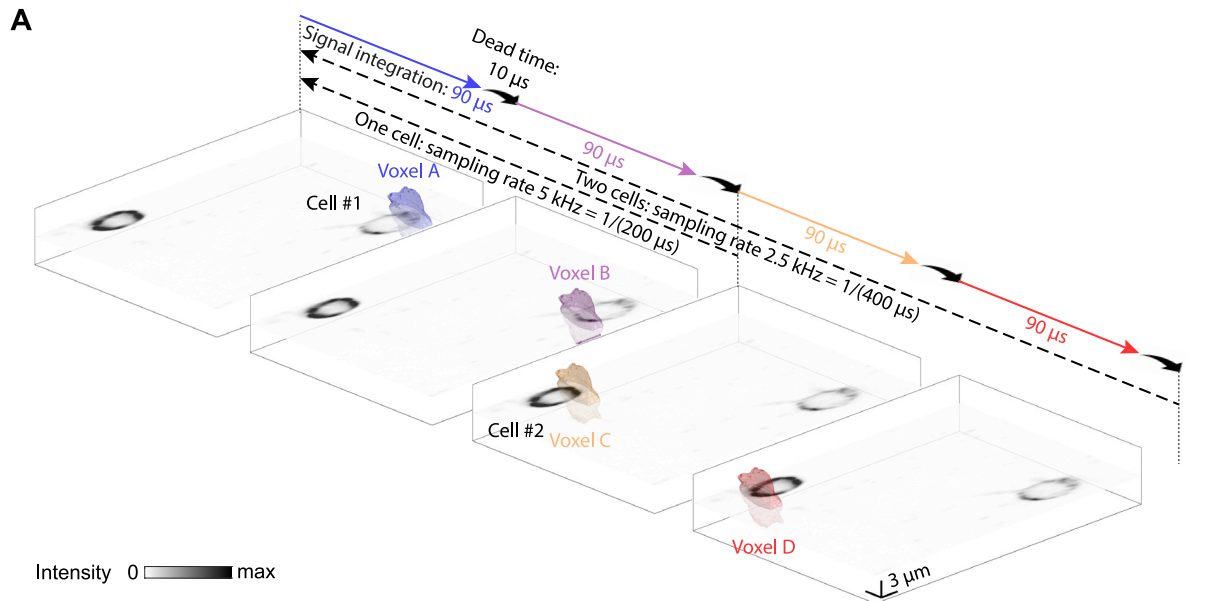 A
Dead time:
10 µs
Signal integration: 90 µs
90 µs
90 µs
90 µs
One cell: sampling rate 5 kHz = 1/(200 µs)
Two cells: sampling rate 2.5 kHz = 1/(400 µs)
Voxel A
Cell #1
Voxel B
Cell #2
Voxel C
Voxel D
3 µm
Intensity 0 max